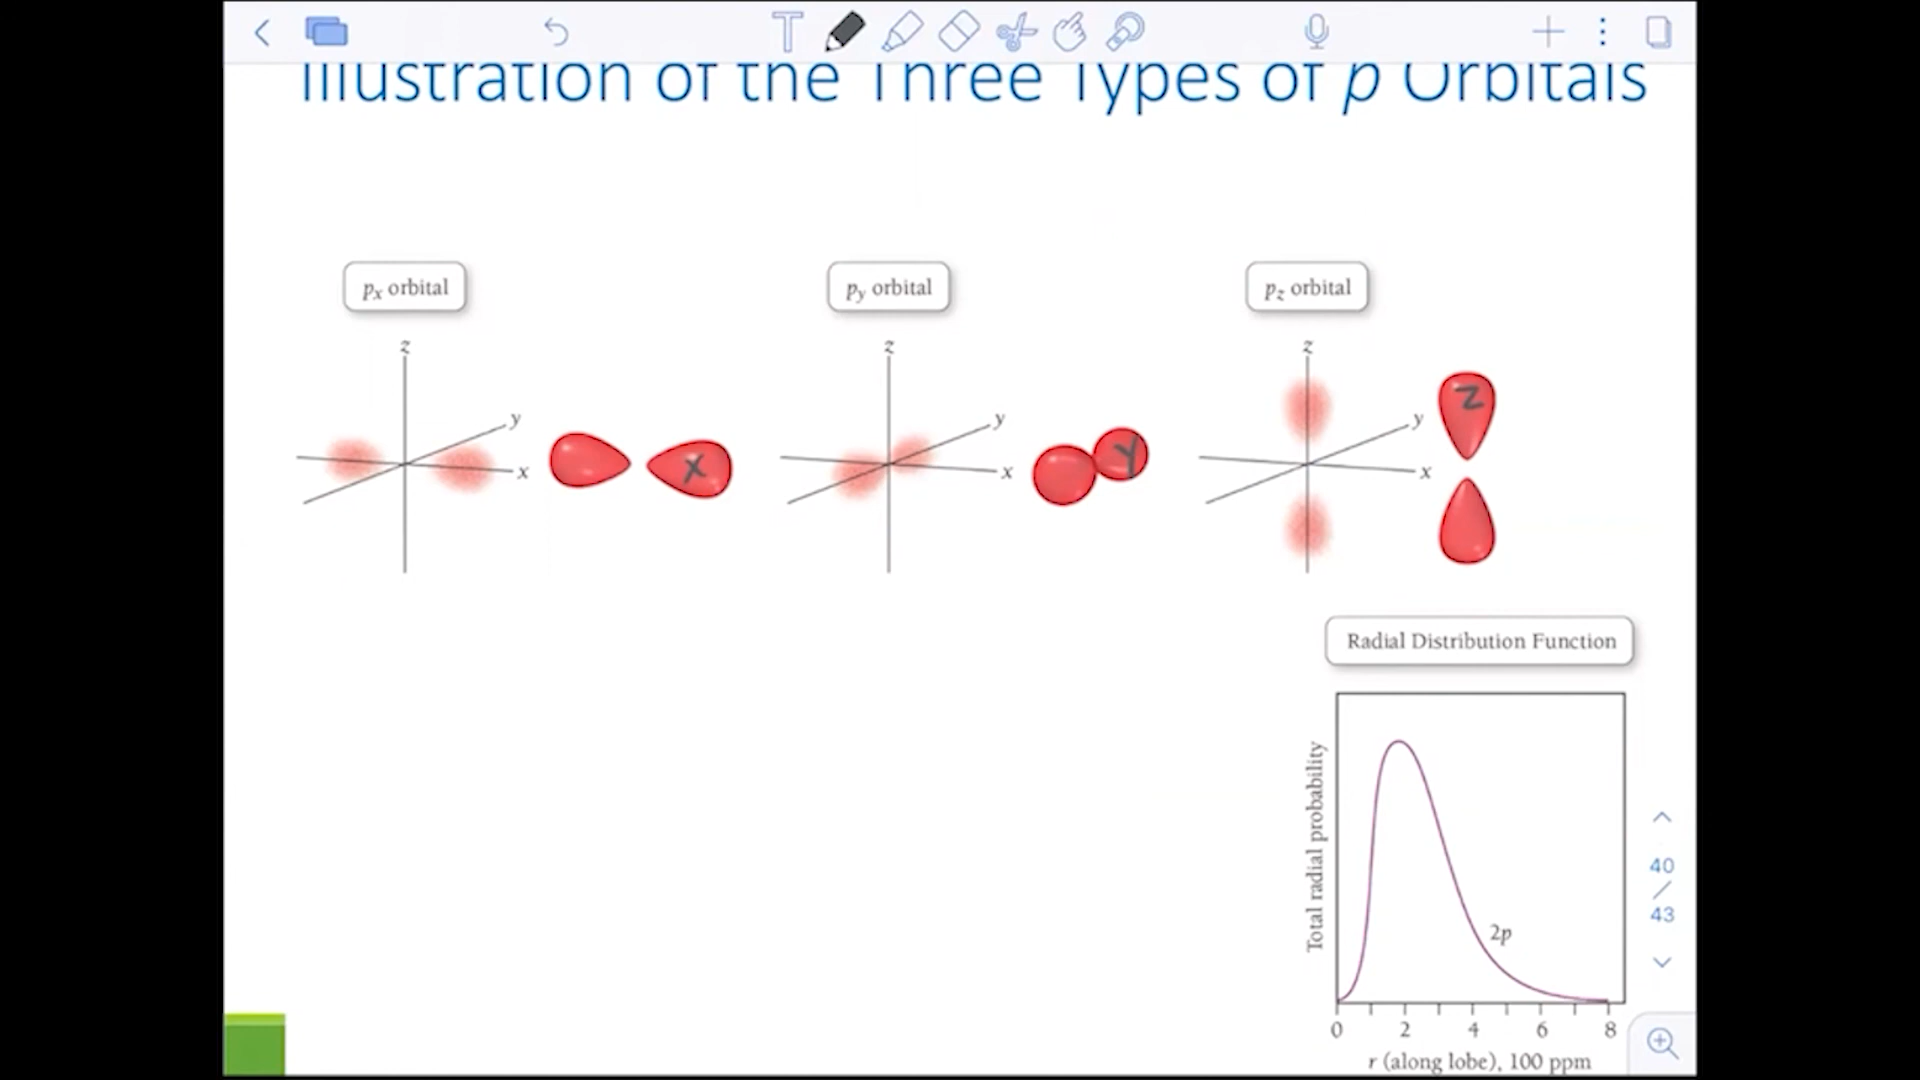 Illustration of the Three Types of p Orbitals
px orbital
py orbital
pz orbital
z
y
x
X
z
y
x
Y
z
y
x
Z
Radial Distribution Function
Total radial probability
2p
0 2 4 6 8
r (along lobe), 100 ppm
40
/
43
T